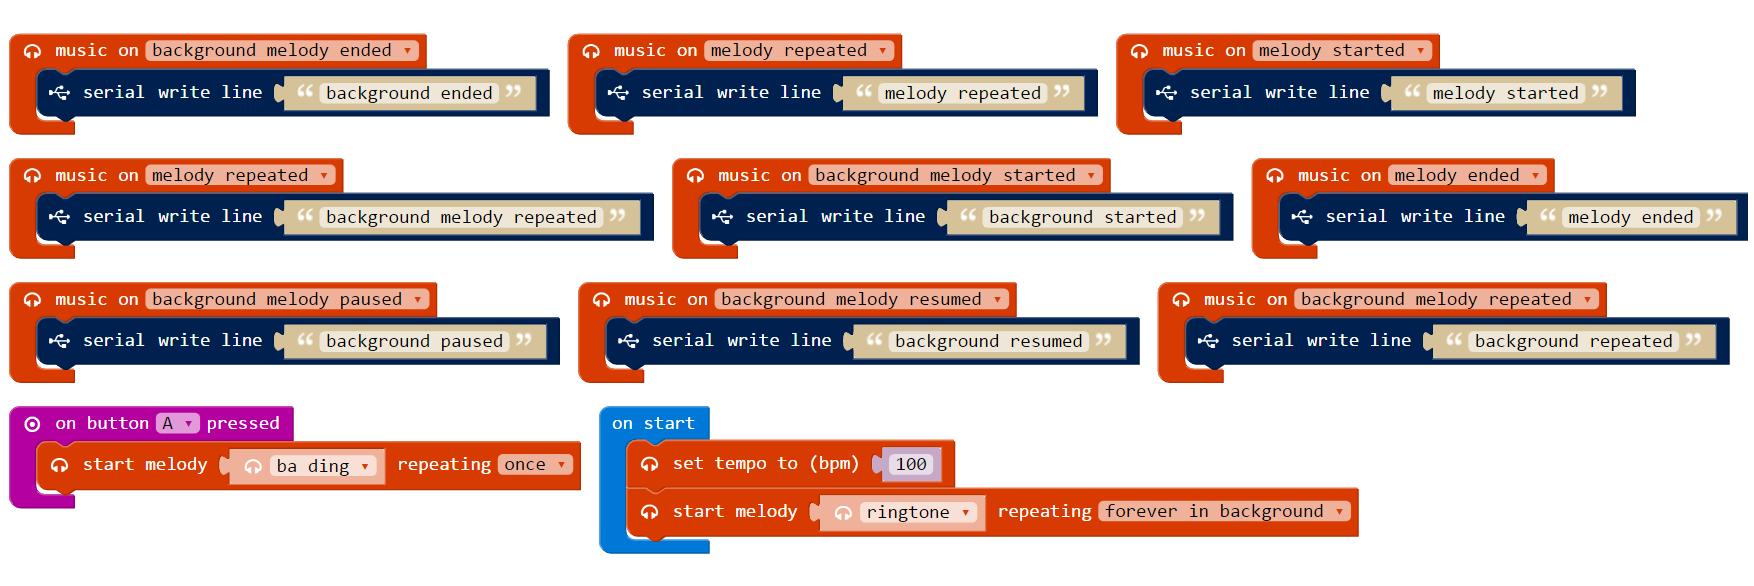 music on background melody ended
serial write line “ background ended ”
music on melody repeated
serial write line “ melody repeated ”
music on melody started
serial write line “ melody started ”
music on melody repeated
serial write line “ background melody repeated ”
music on background melody started
serial write line “ background started ”
music on melody ended
serial write line “ melody ended ”
music on background melody paused
serial write line “ background paused ”
music on background melody resumed
serial write line “ background resumed ”
music on background melody repeated
serial write line “ background repeated ”
on button A pressed
start melody ba ding repeating once
on start
set tempo to (bpm) 100
start melody ringtone repeating forever in background